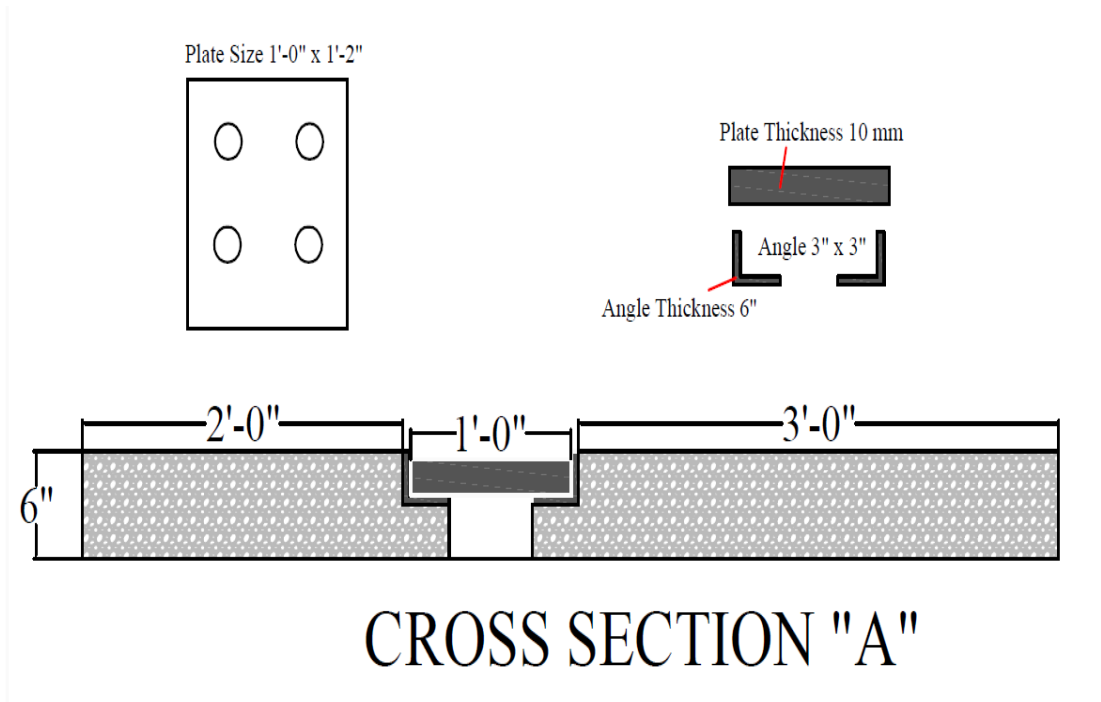 Plate Size 1'-0" x 1'-2"
Plate Thickness 10 mm
Angle 3" x 3"
Angle Thickness 6"
2'-0"
1'-0"
3'-0"
6"
CROSS SECTION "A"